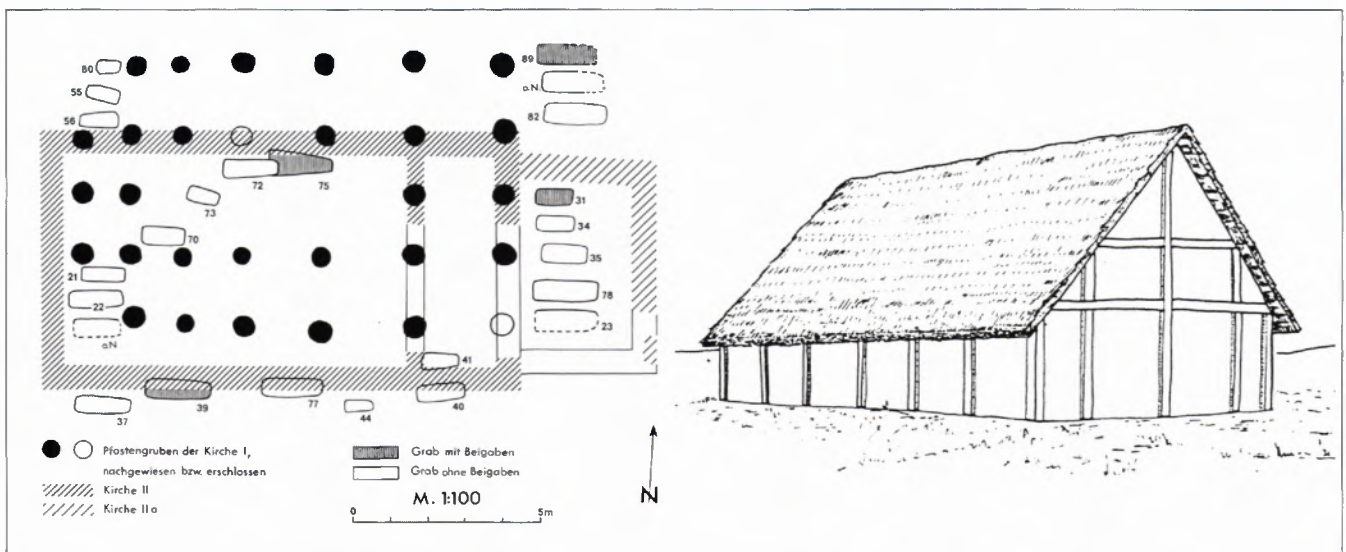 80
89
55
o.N.
56
82
72
75
73
31
34
70
35
21
22
78
23
o.N
41
39
77
44
40
37
Pfostengruben der Kirche I,
nachgewiesen bzw. erschlossen
Kirche II
Kirche IIa
Grab mit Beigaben
Grab ohne Beigaben
M. 1:100
0 5m
N